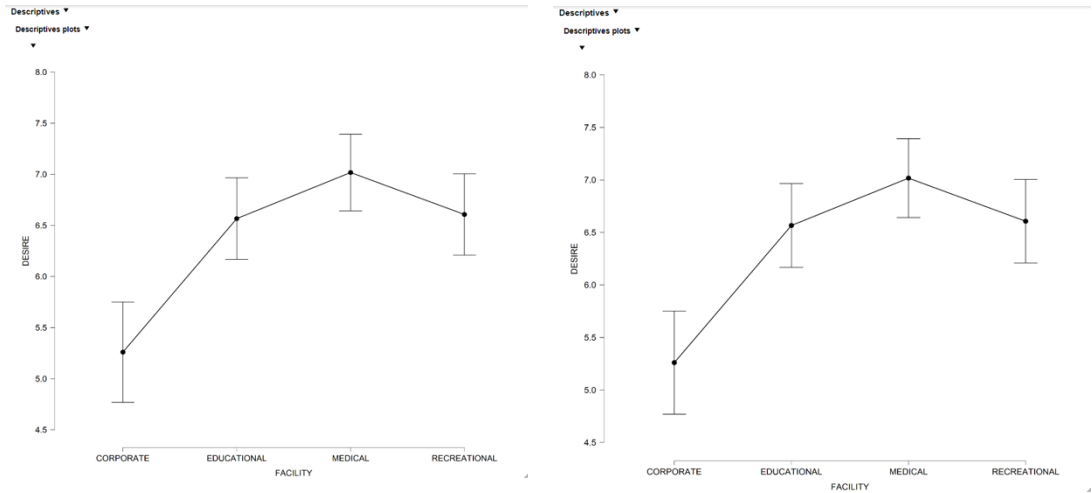 Descriptives ▼
Descriptives plots ▼
▼
8.0
7.5
7.0
6.5
6.0
5.5
5.0
4.5
DESIRE
CORPORATE EDUCATIONAL MEDICAL RECREATIONAL
FACILITY
Descriptives ▼
Descriptives plots ▼
▼
8.0
7.5
7.0
6.5
6.0
5.5
5.0
4.5
DESIRE
CORPORATE EDUCATIONAL MEDICAL RECREATIONAL
FACILITY